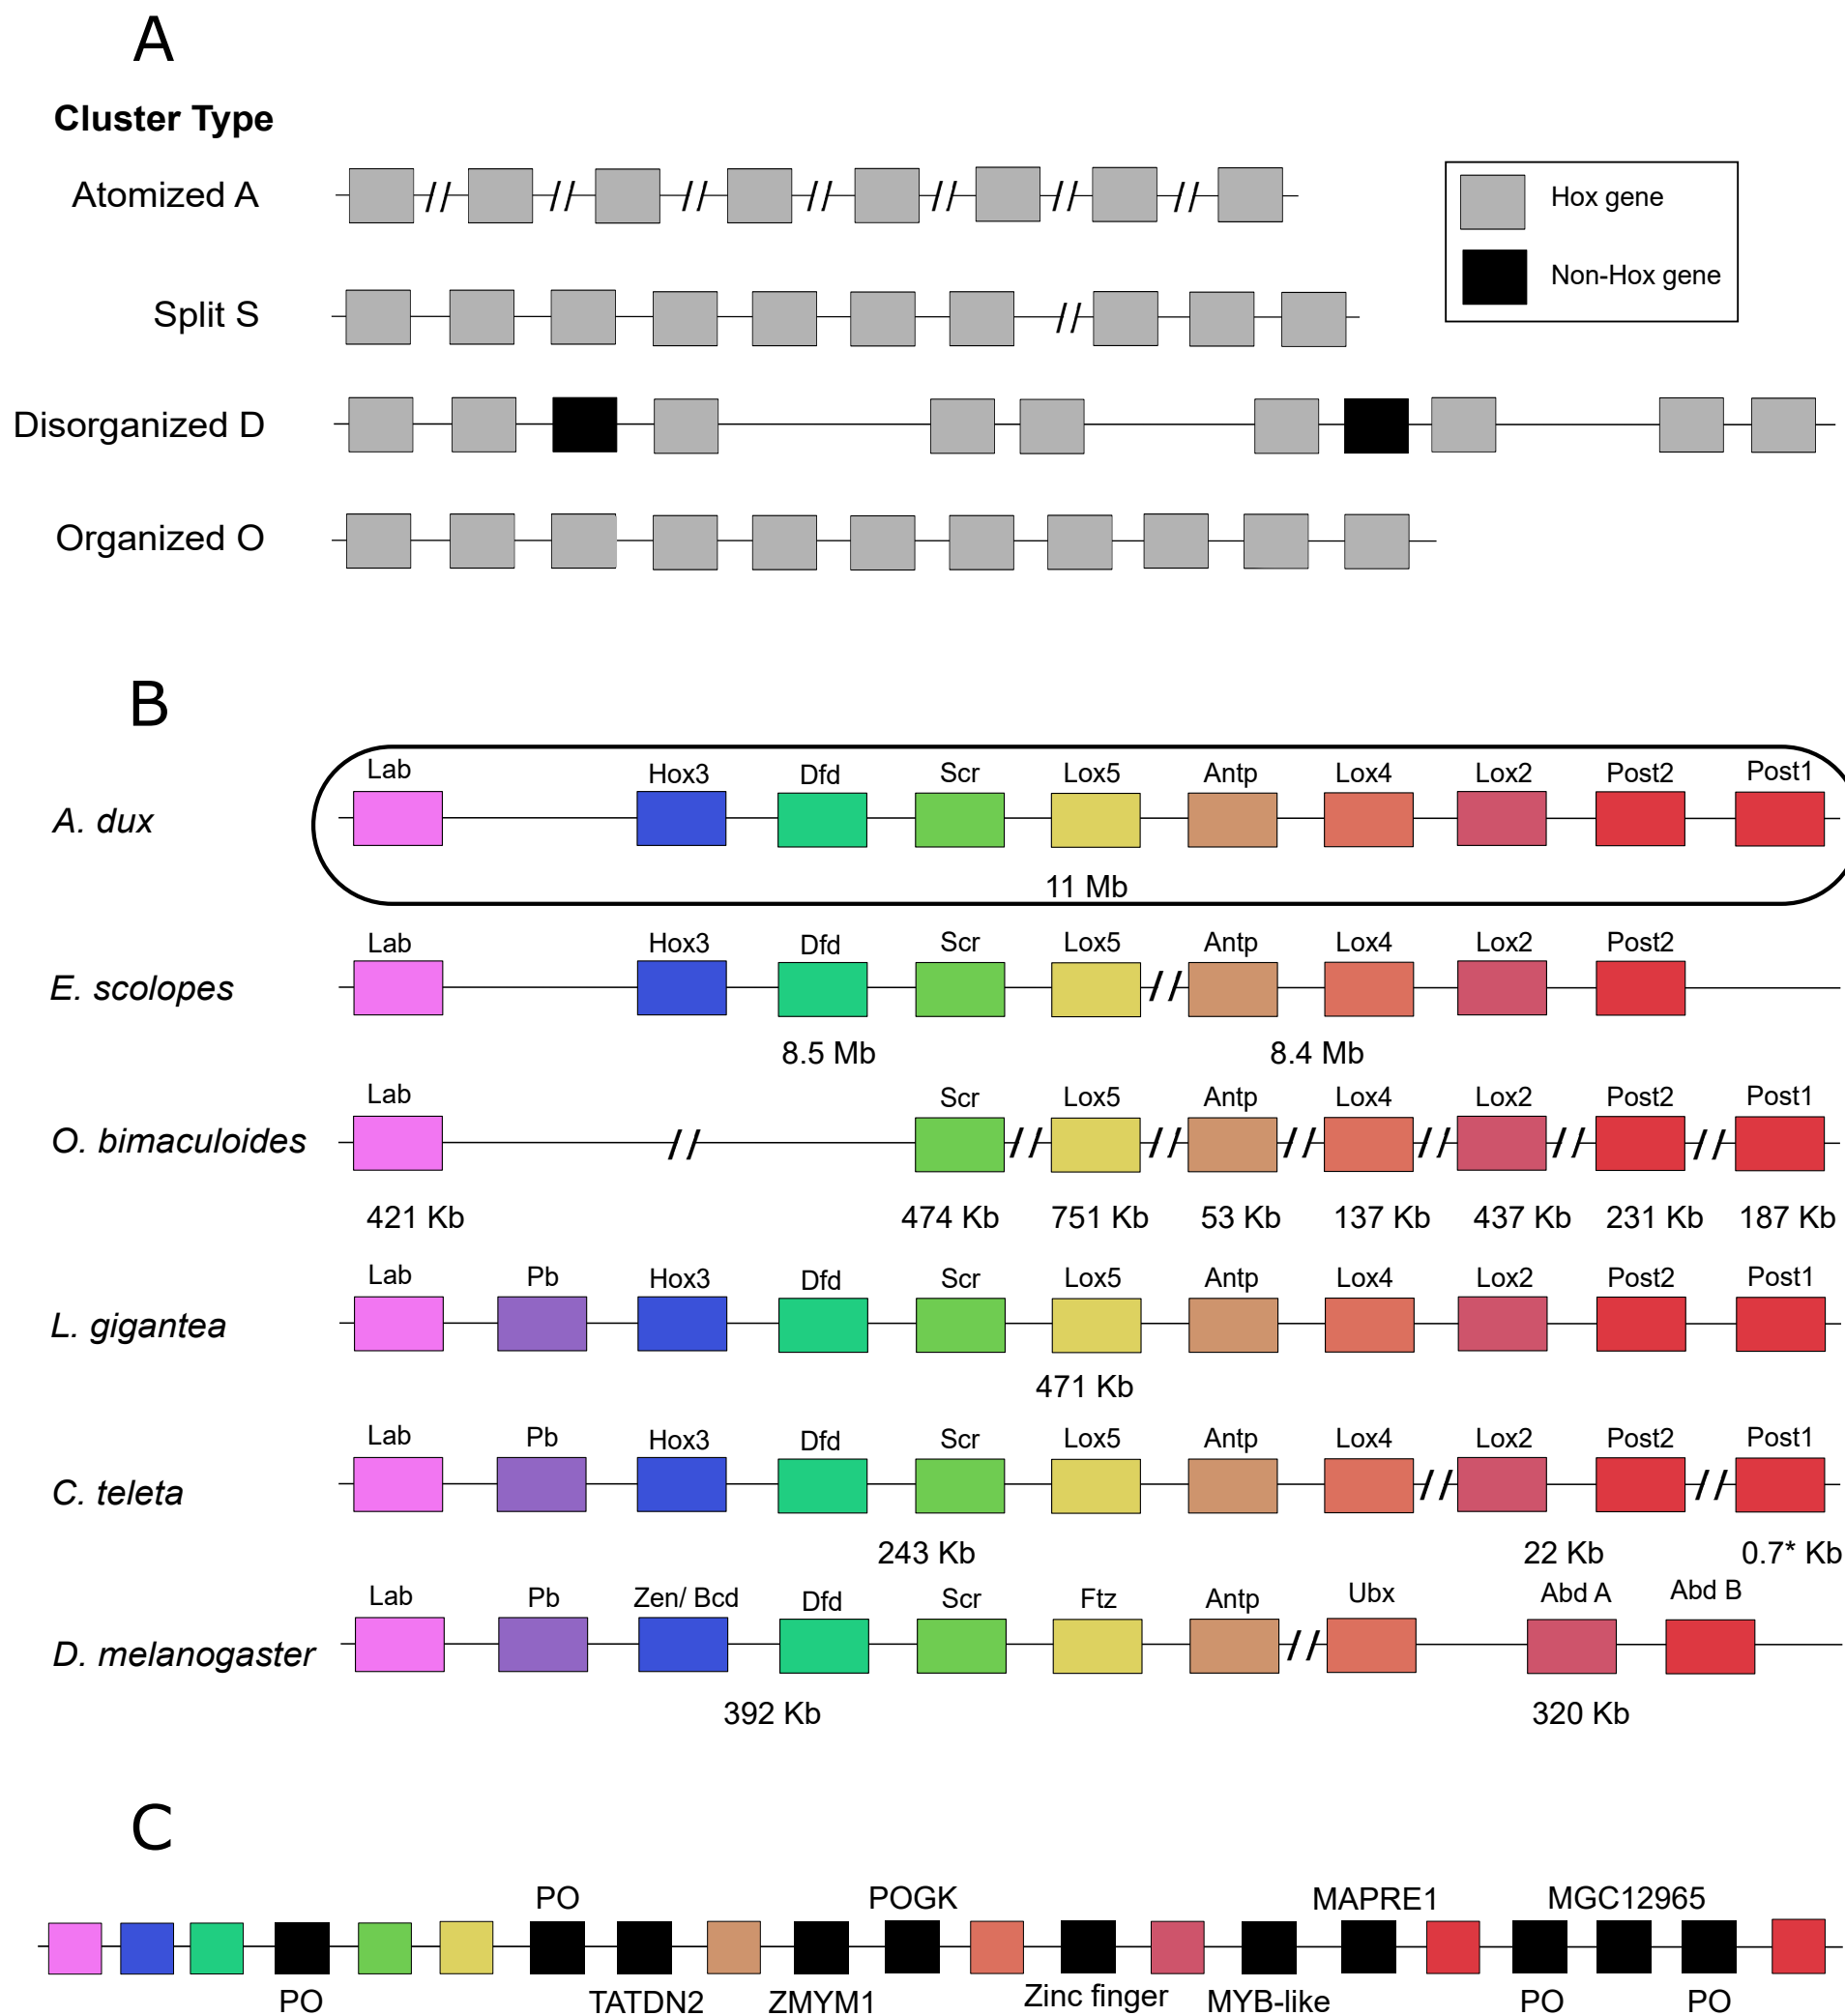 A
Cluster Type
Atomized A
Hox gene
Non-Hox gene
Split S
Disorganized D
Organized O
B
Lab Hox3 Dfd Scr Lox5 Antp Lox4 Lox2 Post2 Post1
A. dux
11 Mb
Lab Hox3 Dfd Scr Lox5 Antp Lox4 Lox2 Post2
E. scolopes
8.5 Mb 8.4 Mb
Lab Scr Lox5 Antp Lox4 Lox2 Post2 Post1
O. bimaculoides
421 Kb 474 Kb 751 Kb 53 Kb 137 Kb 437 Kb 231 Kb 187 Kb
Lab Pb Hox3 Dfd Scr Lox5 Antp Lox4 Lox2 Post2 Post1
L. gigantea
471 Kb
Lab Pb Hox3 Dfd Scr Lox5 Antp Lox4 Lox2 Post2 Post1
C. teleta
243 Kb 22 Kb 0.7* Kb
Lab Pb Zen/ Bcd Dfd Scr Ftz Antp Ubx Abd A Abd B
D. melanogaster
392 Kb 320 Kb
C
PO POGK MAPRE1 MGC12965
PO TATDN2 ZMYM1 Zinc finger MYB-like PO PO